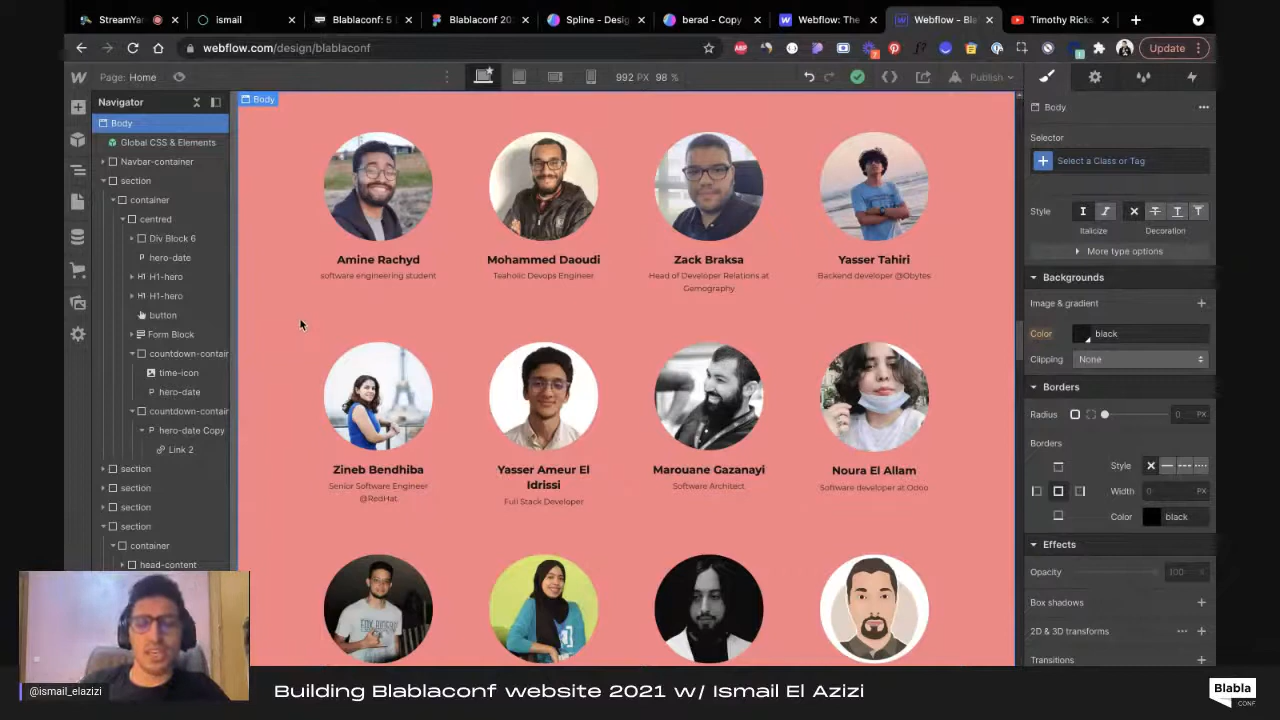 StreamYar
ismail
Blablaconf: 5
Blablaconf 202
Spline - Desig
berad - Copy
Webflow: The
Webflow - Bla
Timothy Ricks
webflow.com/design/blablaconf
Update
Page: Home
992 PX 98 %
Publish
Navigator
Body
Global CSS & Elements
Navbar-container
section
container
centred
Div Block 6
hero-date
H1 H1-hero
H1 H1-hero
button
Form Block
countdown-contair
time-icon
hero-date
countdown-contair
hero-date Copy
Link 2
section
section
section
section
container
head-content
Body
Amine Rachyd
software engineering student
Mohammed Daoudi
Teaholic Devops Engineer
Zack Braksa
Head of Developer Relations at
Gemography
Yasser Tahiri
Backend developer @Obytes
Zineb Bendhiba
Senior Software Engineer
@RedHat
Yasser Ameur El
Idrissi
Full Stack Developer
Marouane Gazanayi
Software Architect
Noura El Allam
Software developer at Odoo
Body
Selector
Select a Class or Tag
Style
Italicize
Decoration
More type options
Backgrounds
Image & gradient
Color
black
Clipping
None
Borders
Radius
0 PX
Borders
Style
Width
0 PX
Color
black
Effects
Opacity
100 %
Box shadows
2D & 3D transforms
Transitions
@ismail_elazizi
Building Blablaconf website 2021 w/ Ismail El Azizi
Blabla
CONF